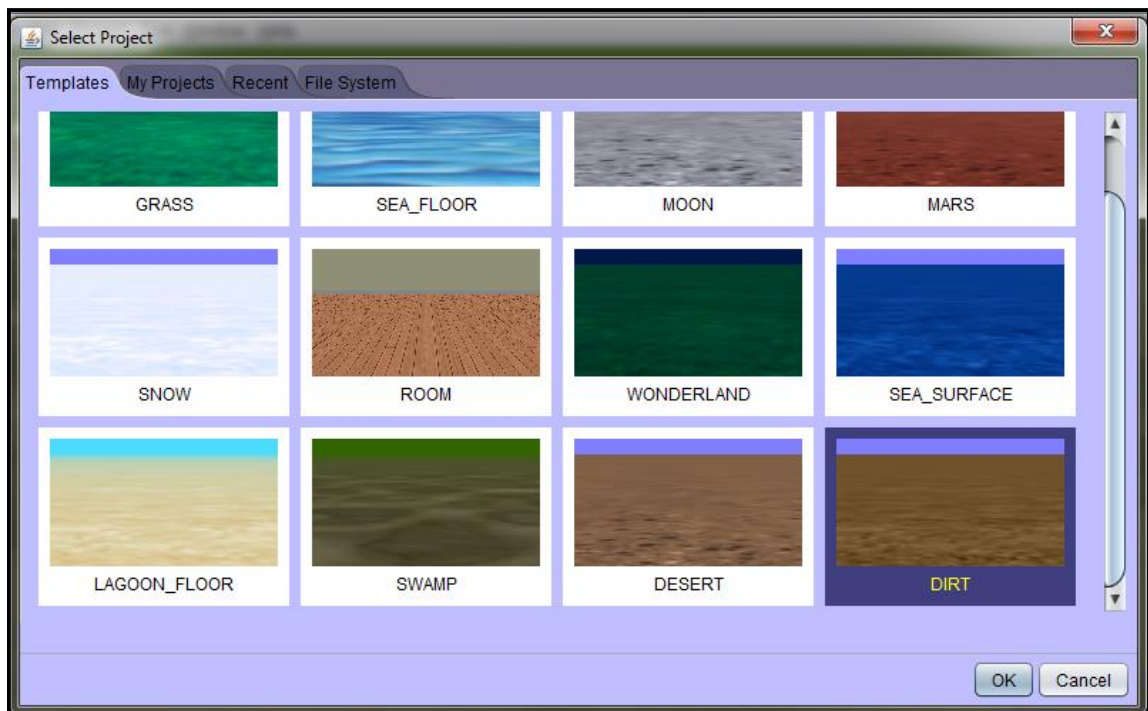 Select Project
Templates My Projects Recent File System
GRASS SEA_FLOOR MOON MARS
SNOW ROOM WONDERLAND SEA_SURFACE
LAGOON_FLOOR SWAMP DESERT DIRT
OK Cancel